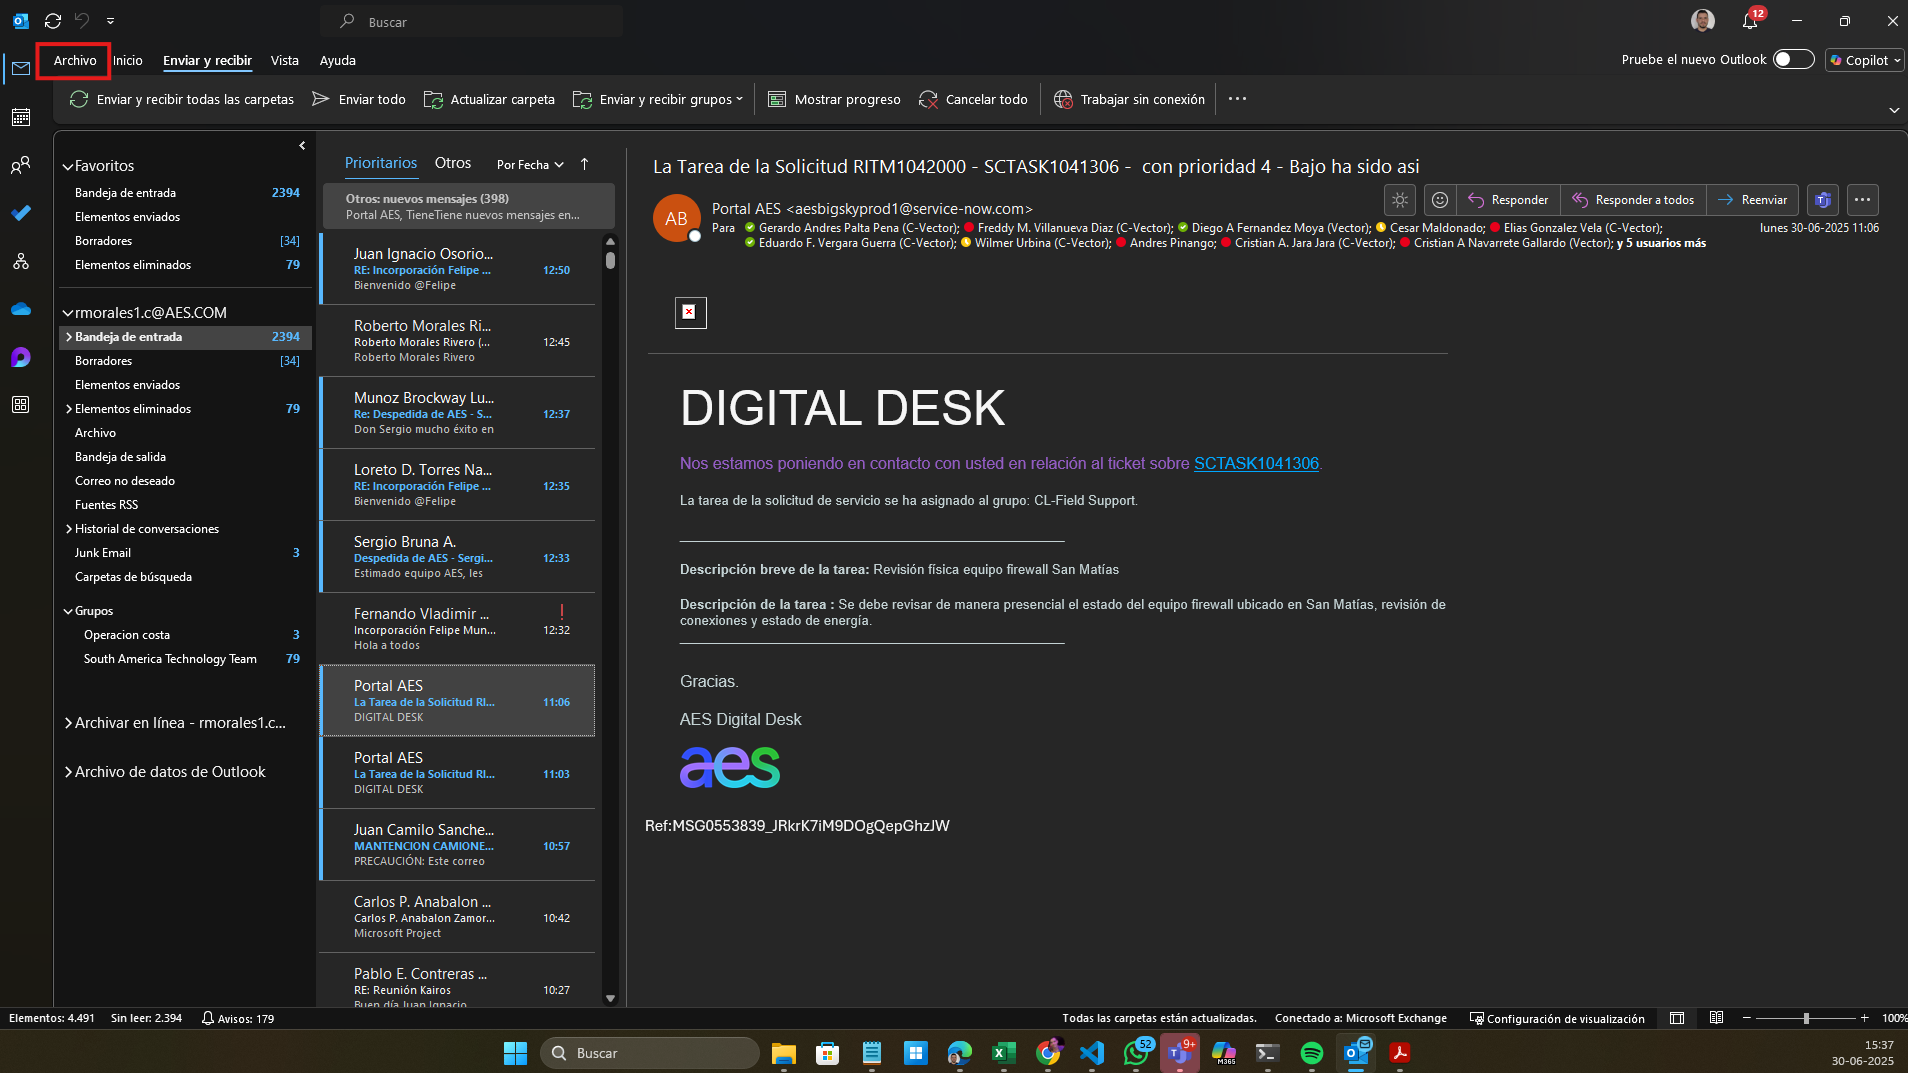 Buscar
12
Archivo
Inicio
Enviar y recibir
Vista
Ayuda
Pruebe el nuevo Outlook
Copilot
Enviar y recibir todas las carpetas
Enviar todo
Actualizar carpeta
Enviar y recibir grupos
Mostrar progreso
Cancelar todo
Trabajar sin conexión
Favoritos
Bandeja de entrada 2394
Elementos enviados
Borradores [34]
Elementos eliminados 79
rmorales1.c@AES.COM
Bandeja de entrada 2394
Borradores [34]
Elementos enviados
Elementos eliminados 79
Archivo
Bandeja de salida
Correo no deseado
Fuentes RSS
Historial de conversaciones
Junk Email 3
Carpetas de búsqueda
Grupos
Operacion costa 3
South America Technology Team 79
Archivar en línea - rmorales1.c...
Archivo de datos de Outlook
Prioritarios Otros Por Fecha
Otros: nuevos mensajes (398)
Portal AES, TieneTiene nuevos mensajes en...
Juan Ignacio Osorio...
RE: Incorporación Felipe ... 12:50
Bienvenido @Felipe
Roberto Morales Ri...
Roberto Morales Rivero (... 12:45
Roberto Morales Rivero
Munoz Brockway Lu...
Re: Despedida de AES - S... 12:37
Don Sergio mucho éxito en
Loreto D. Torres Na...
RE: Incorporación Felipe ... 12:35
Bienvenido @Felipe
Sergio Bruna A.
Despedida de AES - Sergi... 12:33
Estimado equipo AES, les
Fernando Vladimir ...
Incorporación Felipe Mun... 12:32
Hola a todos
Portal AES
La Tarea de la Solicitud RI... 11:06
DIGITAL DESK
Portal AES
La Tarea de la Solicitud RI... 11:03
DIGITAL DESK
Juan Camilo Sanche...
MANTENCION CAMIONE... 10:57
PRECAUCIÓN: Este correo
Carlos P. Anabalon ...
Carlos P. Anabalon Zamor... 10:42
Microsoft Project
Pablo E. Contreras ...
RE: Reunión Kairos 10:27
Buen día Juan Ignacio
La Tarea de la Solicitud RITM1042000 - SCTASK1041306 - con prioridad 4 - Bajo ha sido asi
AB
Portal AES <aesbigskyprod1@service-now.com>
Responder
Responder a todos
Reenviar
Para Gerardo Andres Palta Pena (C-Vector); Freddy M. Villanueva Diaz (C-Vector); Diego A Fernandez Moya (Vector); Cesar Maldonado; Elias Gonzalez Vela (C-Vector);
lunes 30-06-2025 11:06
Eduardo F. Vergara Guerra (C-Vector); Wilmer Urbina (C-Vector); Andres Pinango; Cristian A. Jara Jara (C-Vector); Cristian A Navarrete Gallardo (Vector); y 5 usuarios más
DIGITAL DESK
Nos estamos poniendo en contacto con usted en relación al ticket sobre SCTASK1041306.
La tarea de la solicitud de servicio se ha asignado al grupo: CL-Field Support.
Descripción breve de la tarea: Revisión física equipo firewall San Matías
Descripción de la tarea : Se debe revisar de manera presencial el estado del equipo firewall ubicado en San Matías, revisión de
conexiones y estado de energía.
Gracias.
AES Digital Desk
aes
Ref:MSG0553839_JRkrK7iM9DOgQepGhzJW
Elementos: 4.491 Sin leer: 2.394 Avisos: 179
Todas las carpetas están actualizadas. Conectado a: Microsoft Exchange Configuración de visualización 100%
Buscar
52
9+
M365
15:37
30-06-2025